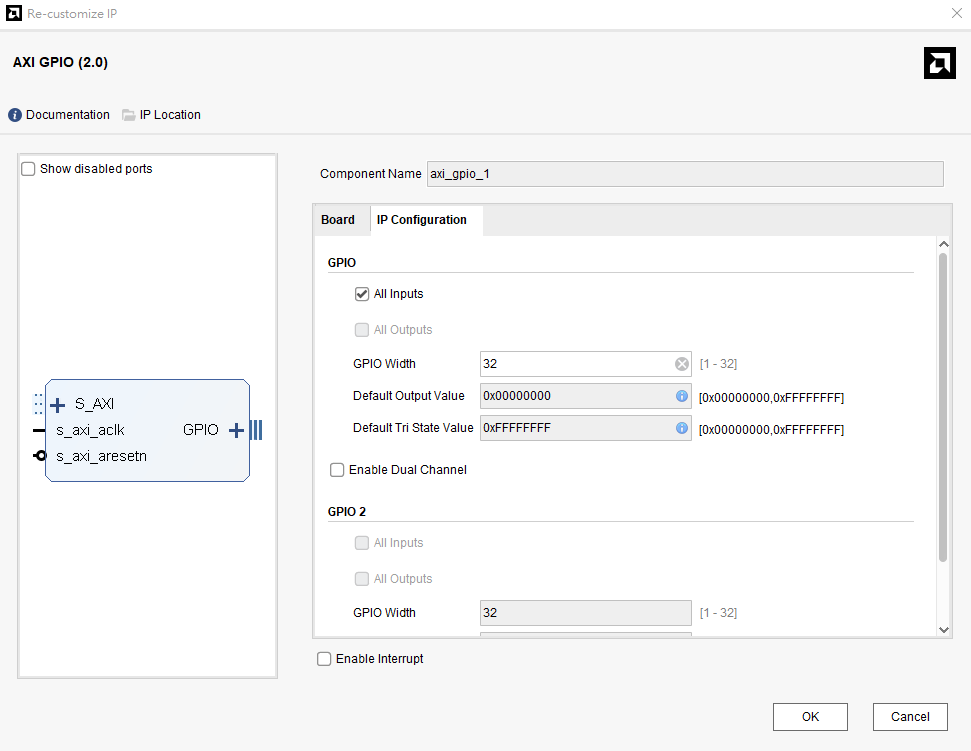 Re-customize IP
AXI GPIO (2.0)
Documentation IP Location
Show disabled ports
S_AXI
s_axi_aclk
GPIO
s_axi_aresetn
Component Name axi_gpio_1
Board IP Configuration
GPIO
All Inputs
All Outputs
GPIO Width 32 [1 - 32]
Default Output Value 0x00000000 [0x00000000,0xFFFFFFFF]
Default Tri State Value 0xFFFFFFFF [0x00000000,0xFFFFFFFF]
Enable Dual Channel
GPIO 2
All Inputs
All Outputs
GPIO Width 32 [1 - 32]
Enable Interrupt
OK Cancel